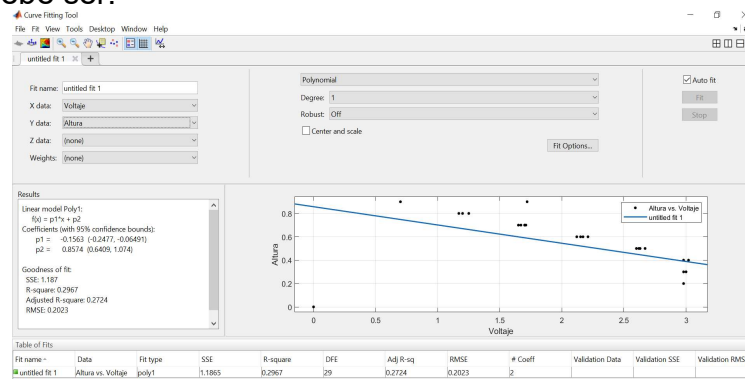 debe ser:
Curve Fitting Tool
File Fit View Tools Desktop Window Help
untitled fit 1
Fit name: untitled fit 1
X data: Voltaje
Y data: Altura
Z data: (none)
Weights: (none)
Polynomial
Degree: 1
Robust: Off
Center and scale
Fit Options...
Auto fit
Fit
Stop
Results
Linear model Poly1:
f(x) = p1*x + p2
Coefficients (with 95% confidence bounds):
p1 = -0.1563 (-0.2477, -0.06491)
p2 = 0.8574 (0.6409, 1.074)
Goodness of fit:
SSE: 1.187
R-square: 0.2967
Adjusted R-square: 0.2724
RMSE: 0.2023
Altura vs. Voltaje
untitled fit 1
0.8
0.6
0.4
0.2
0
Altura
0 0.5 1 1.5 2 2.5 3
Voltaje
Table of Fits
Fit name Data Fit type SSE R-square DFE Adj R-sq RMSE # Coeff Validation Data Validation SSE Validation RMS
untitled fit 1 Altura vs. Voltaje poly1 1.1865 0.2967 29 0.2724 0.2023 2